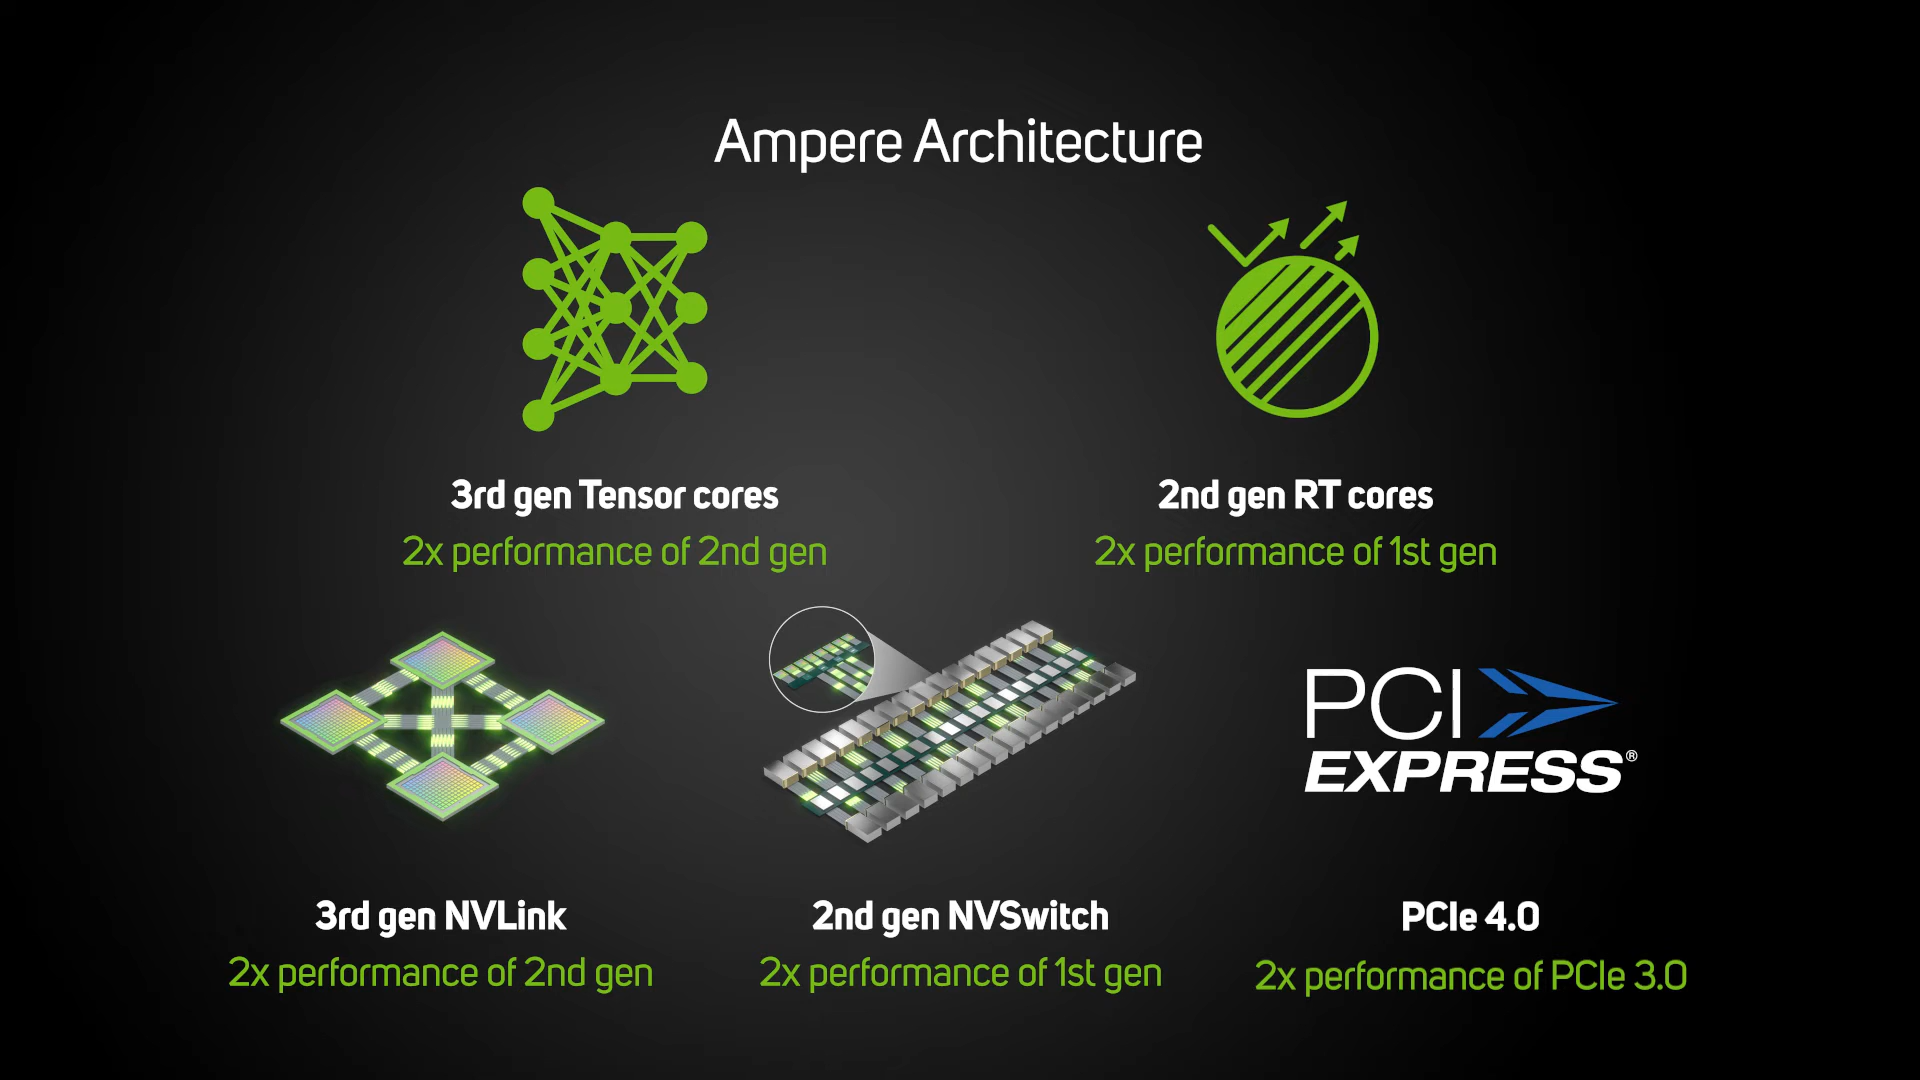 Ampere Architecture
3rd gen Tensor cores
2x performance of 2nd gen
2nd gen RT cores
2x performance of 1st gen
PCI
EXPRESS®
3rd gen NVLink
2x performance of 2nd gen
2nd gen NVSwitch
2x performance of 1st gen
PCIe 4.0
2x performance of PCIe 3.0